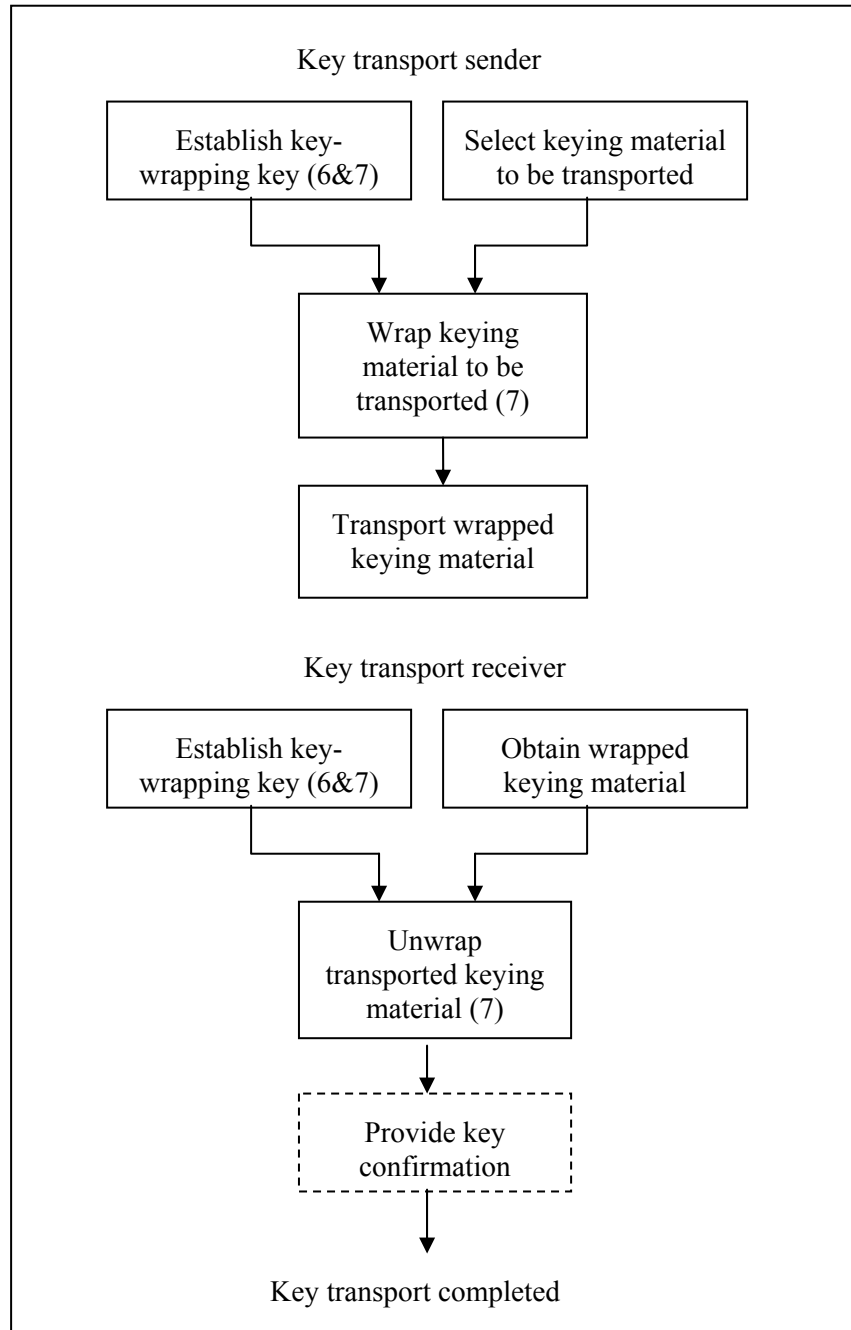 Key transport sender
Establish key-
wrapping key (6&7)
Select keying material
to be transported
Wrap keying
material to be
transported (7)
Transport wrapped
keying material
Key transport receiver
Establish key-
wrapping key (6&7)
Obtain wrapped
keying material
Unwrap
transported keying
material (7)
Provide key
confirmation
Key transport completed